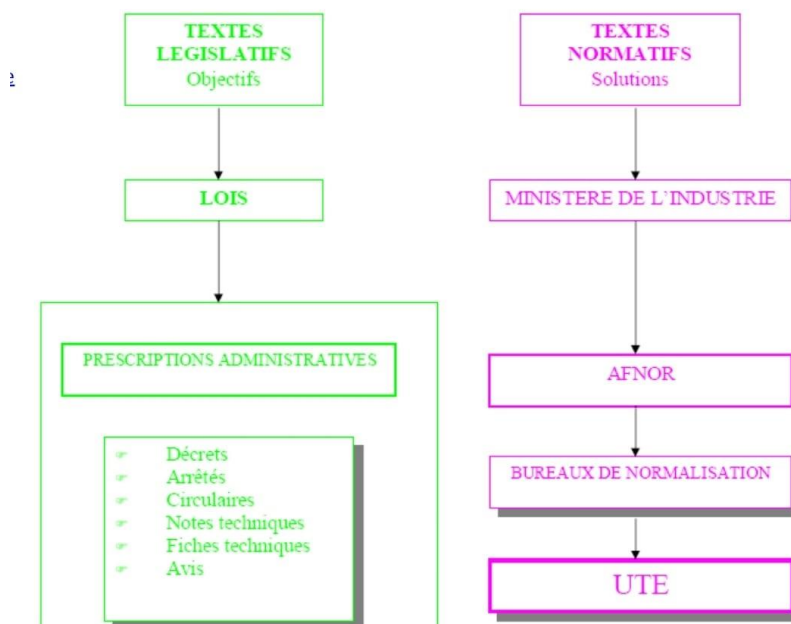 TEXTES
LEGISLATIFS
Objectifs
LOIS
PRESCRIPTIONS ADMINISTRATIVES
Décrets
Arrêtés
Circulaires
Notes techniques
Fiches techniques
Avis
TEXTES
NORMATIFS
Solutions
MINISTERE DE L'INDUSTRIE
AFNOR
BUREAUX DE NORMALISATION
UTE